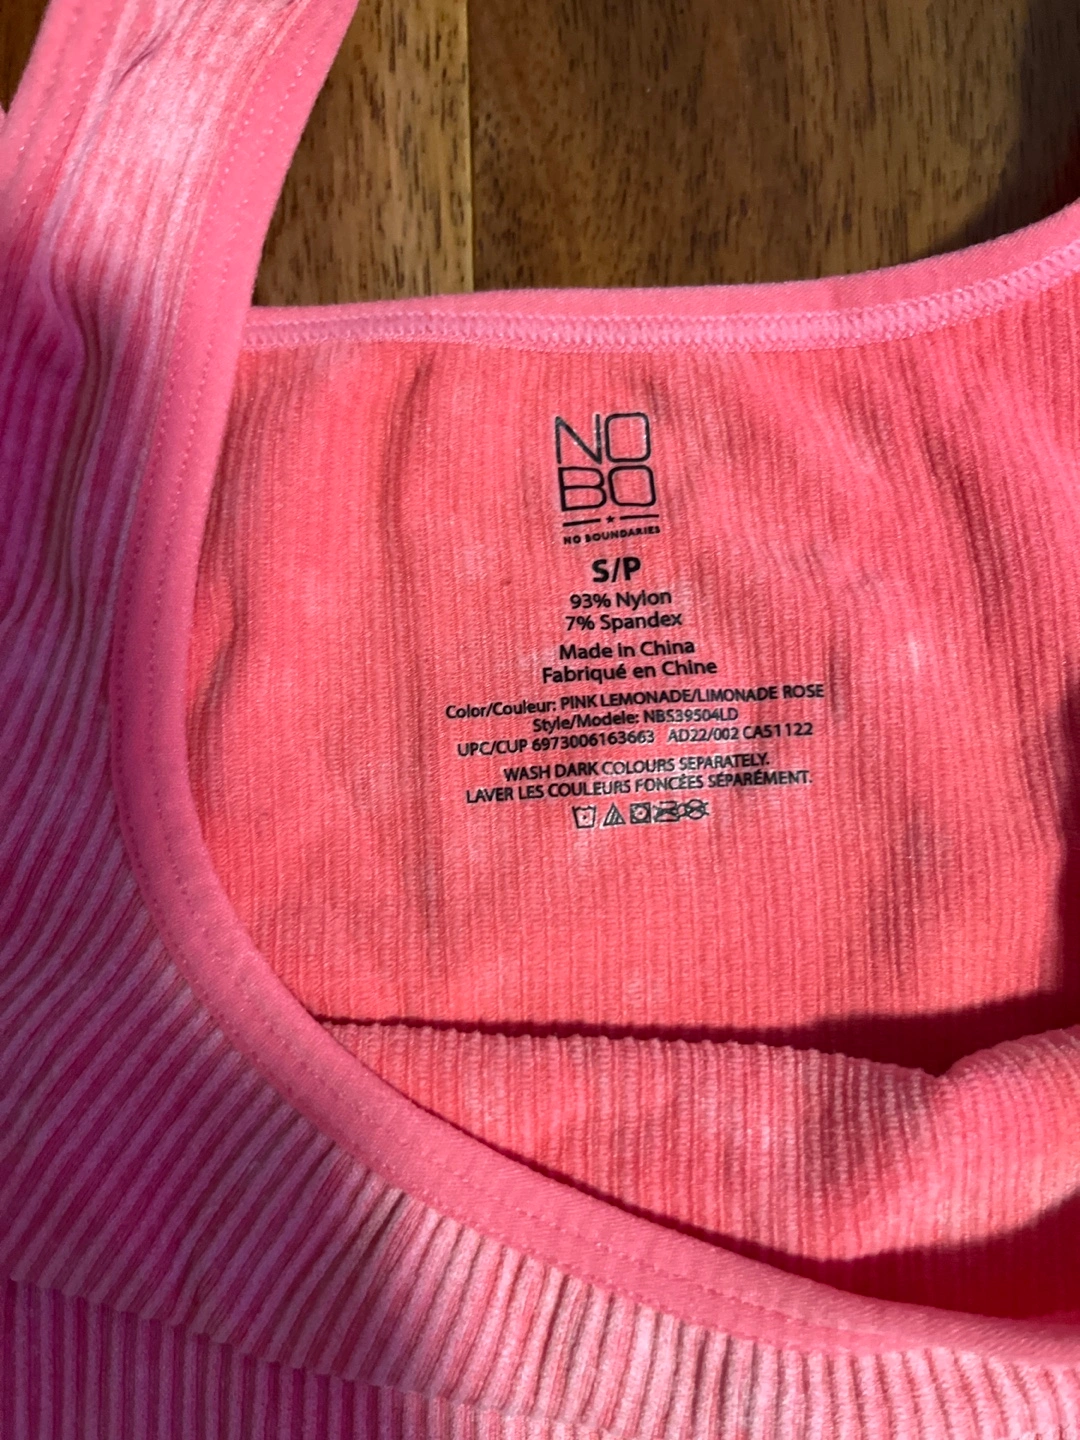 NO
BO
NO BOUNDARIES
S/P
93% Nylon
7% Spandex
Made in China
Fabriqué en Chine
Color/Couleur: PINK LEMONADE/LIMONADE ROSE
Style/Modele: NBS39504LD
UPC/CUP 6973006163663 AD22/002 CA51122
WASH DARK COLOURS SEPARATELY.
LAVER LES COULEURS FONCÉES SÉPARÉMENT.